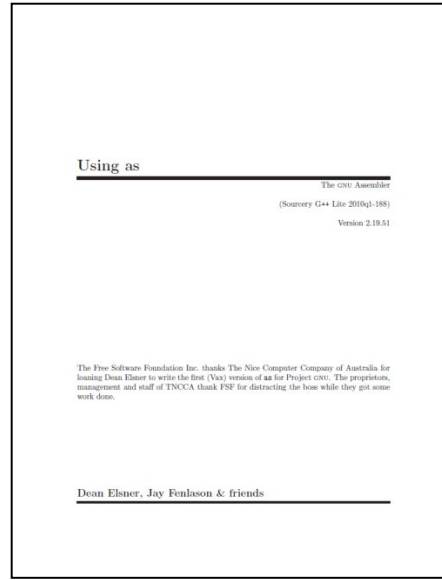 Using as
The GNU Assembler
(Sourcery G++ Lite 2010q1-188)
Version 2.19.51
The Free Software Foundation Inc. thanks The Nice Computer Company of Australia for
loaning Dean Elsner to write the first (Vax) version of as for Project GNU. The proprietors,
management and staff of TNCCA thank FSF for distracting the boss while they got some
work done.
Dean Elsner, Jay Fenlason & friends